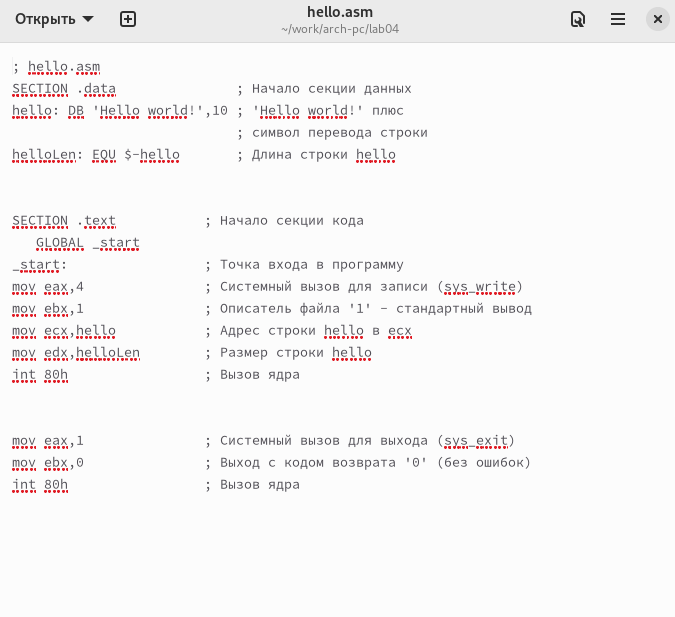 Открыть
hello.asm
~/work/arch-pc/lab04
; hello.asm
SECTION .data ; Начало секции данных
hello: DB 'Hello world!',10 ; 'Hello world!' плюс
; символ перевода строки
helloLen: EQU $-hello ; Длина строки hello
SECTION .text ; Начало секции кода
GLOBAL _start
_start: ; Точка входа в программу
mov eax,4 ; Системный вызов для записи (sys_write)
mov ebx,1 ; Описатель файла '1' - стандартный вывод
mov ecx,hello ; Адрес строки hello в ecx
mov edx,helloLen ; Размер строки hello
int 80h ; Вызов ядра
mov eax,1 ; Системный вызов для выхода (sys_exit)
mov ebx,0 ; Выход с кодом возврата '0' (без ошибок)
int 80h ; Вызов ядра